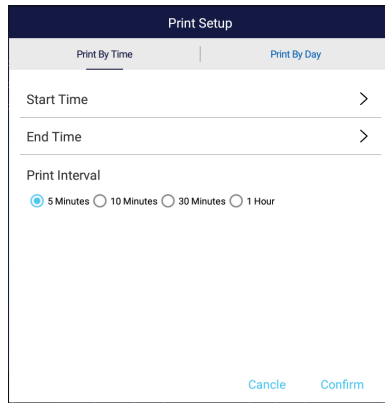 Print Setup
Print By Time Print By Day
Start Time
End Time
Print Interval
5 Minutes 10 Minutes 30 Minutes 1 Hour
Cancle Confirm